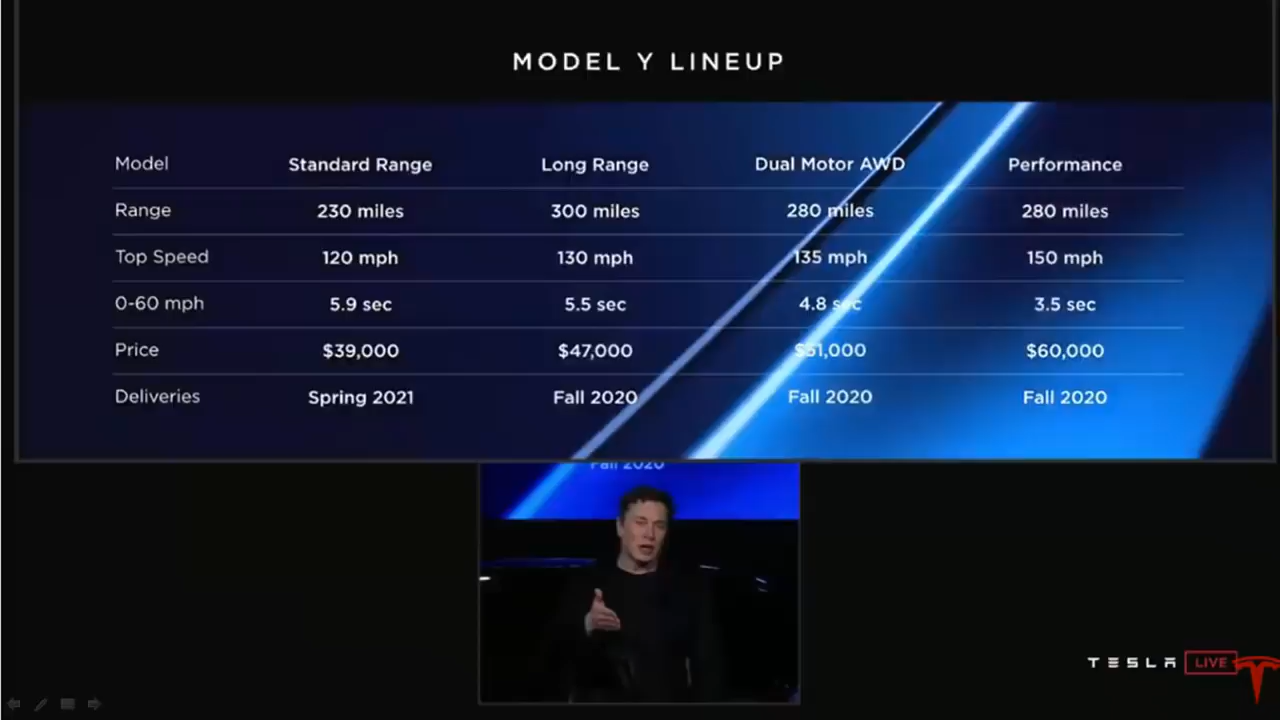 MODEL Y LINEUP
Model Standard Range Long Range Dual Motor AWD Performance
Range 230 miles 300 miles 280 miles 280 miles
Top Speed 120 mph 130 mph 135 mph 150 mph
0-60 mph 5.9 sec 5.5 sec 4.8 sec 3.5 sec
Price $39,000 $47,000 $51,000 $60,000
Deliveries Spring 2021 Fall 2020 Fall 2020 Fall 2020
Fall 2020
TESLA LIVE